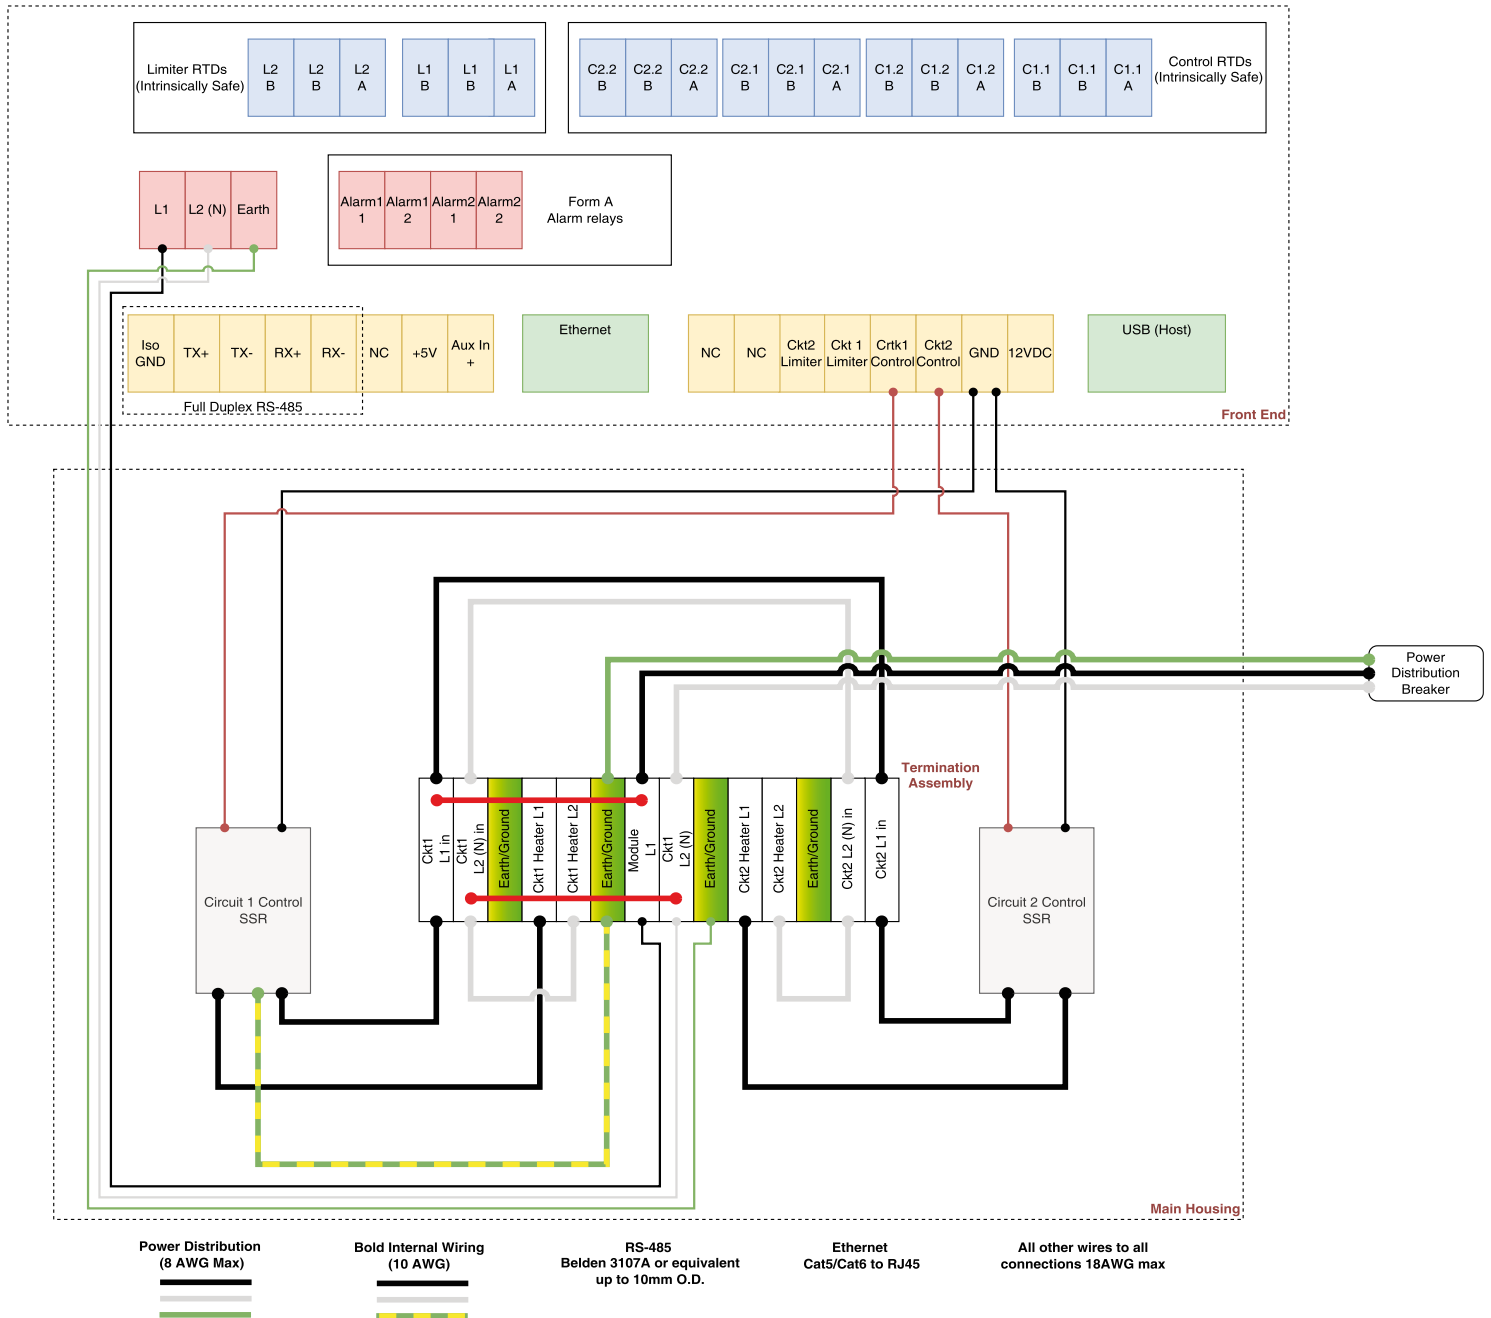 Limiter RTDs
(Intrinsically Safe)
L2
B
L2
B
L2
A
L1
B
L1
B
L1
A
C2.2
B
C2.2
B
C2.2
A
C2.1
B
C2.1
B
C2.1
A
C1.2
B
C1.2
B
C1.2
A
C1.1
B
C1.1
B
C1.1
A
Control RTDs
(Intrinsically Safe)
L1
L2 (N)
Earth
Alarm1
1
Alarm1
2
Alarm2
1
Alarm2
2
Form A
Alarm relays
Iso
GND
TX+
TX-
RX+
RX-
NC
+5V
Aux In
+
Full Duplex RS-485
Ethernet
NC
NC
Ckt2
Limiter
Ckt 1
Limiter
Crtk1
Control
Ckt2
Control
GND
12VDC
USB (Host)
Front End
Power
Distribution
Breaker
Termination
Assembly
Ckt1
L1 in
Ckt1
L2 (N) in
Earth/Ground
Ckt1 Heater L1
Ckt1 Heater L2
Earth/Ground
Module
L1
Ckt1
L2 (N)
Earth/Ground
Ckt2 Heater L1
Ckt2 Heater L2
Earth/Ground
Ckt2 L2 (N) in
Ckt2 L1 in
Circuit 1 Control
SSR
Circuit 2 Control
SSR
Main Housing
Power Distribution
(8 AWG Max)
Bold Internal Wiring
(10 AWG)
RS-485
Belden 3107A or equivalent
up to 10mm O.D.
Ethernet
Cat5/Cat6 to RJ45
All other wires to all
connections 18AWG max